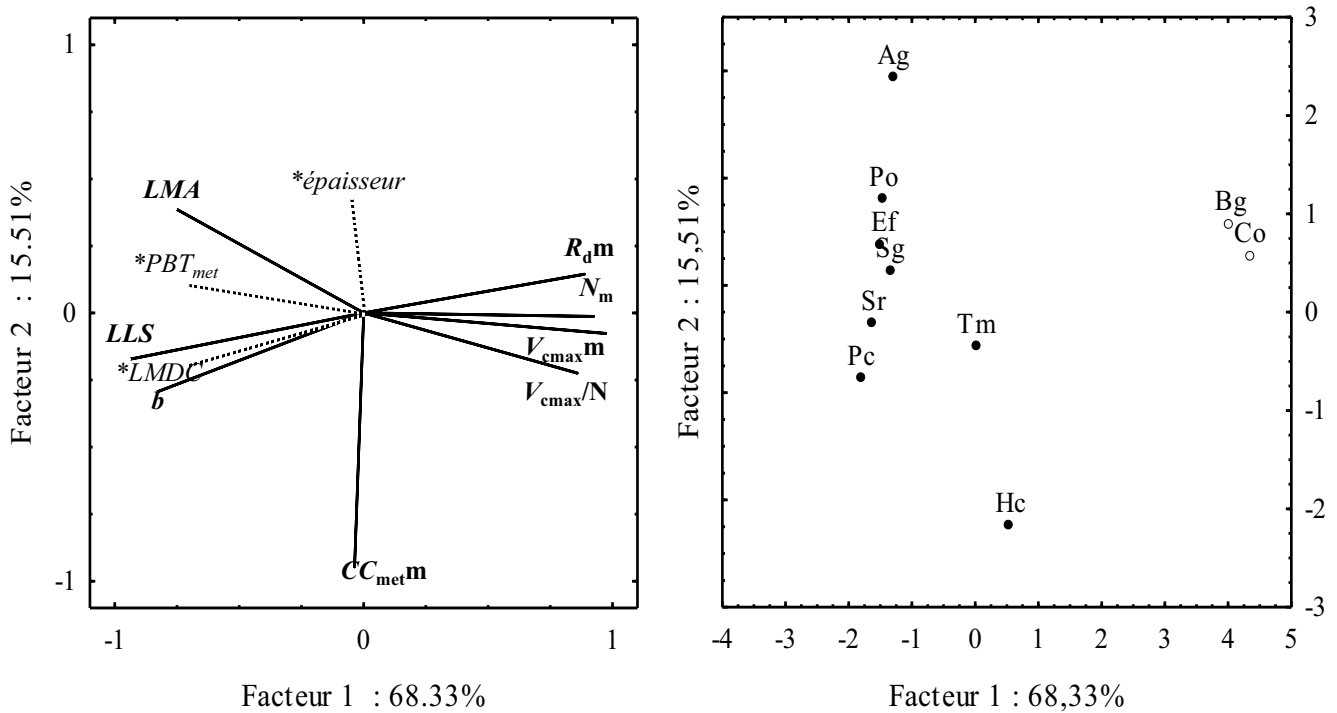 1
0
-1
-1
0
1
Facteur 2 : 15.51%
Facteur 1 : 68.33%
LMA
*épaisseur
*PBTmet
Rdm
Nm
LLS
*LMDC
b
Vcmaxm
Vcmax/N
CCmetm
Facteur 2 : 15,51%
Facteur 1 : 68,33%
Ag
Po
Ef
Sg
Sr
Pc
Tm
Hc
Bg
Co
3
2
1
0
-1
-2
-3
-4
-2
-1
0
1
2
3
4
5